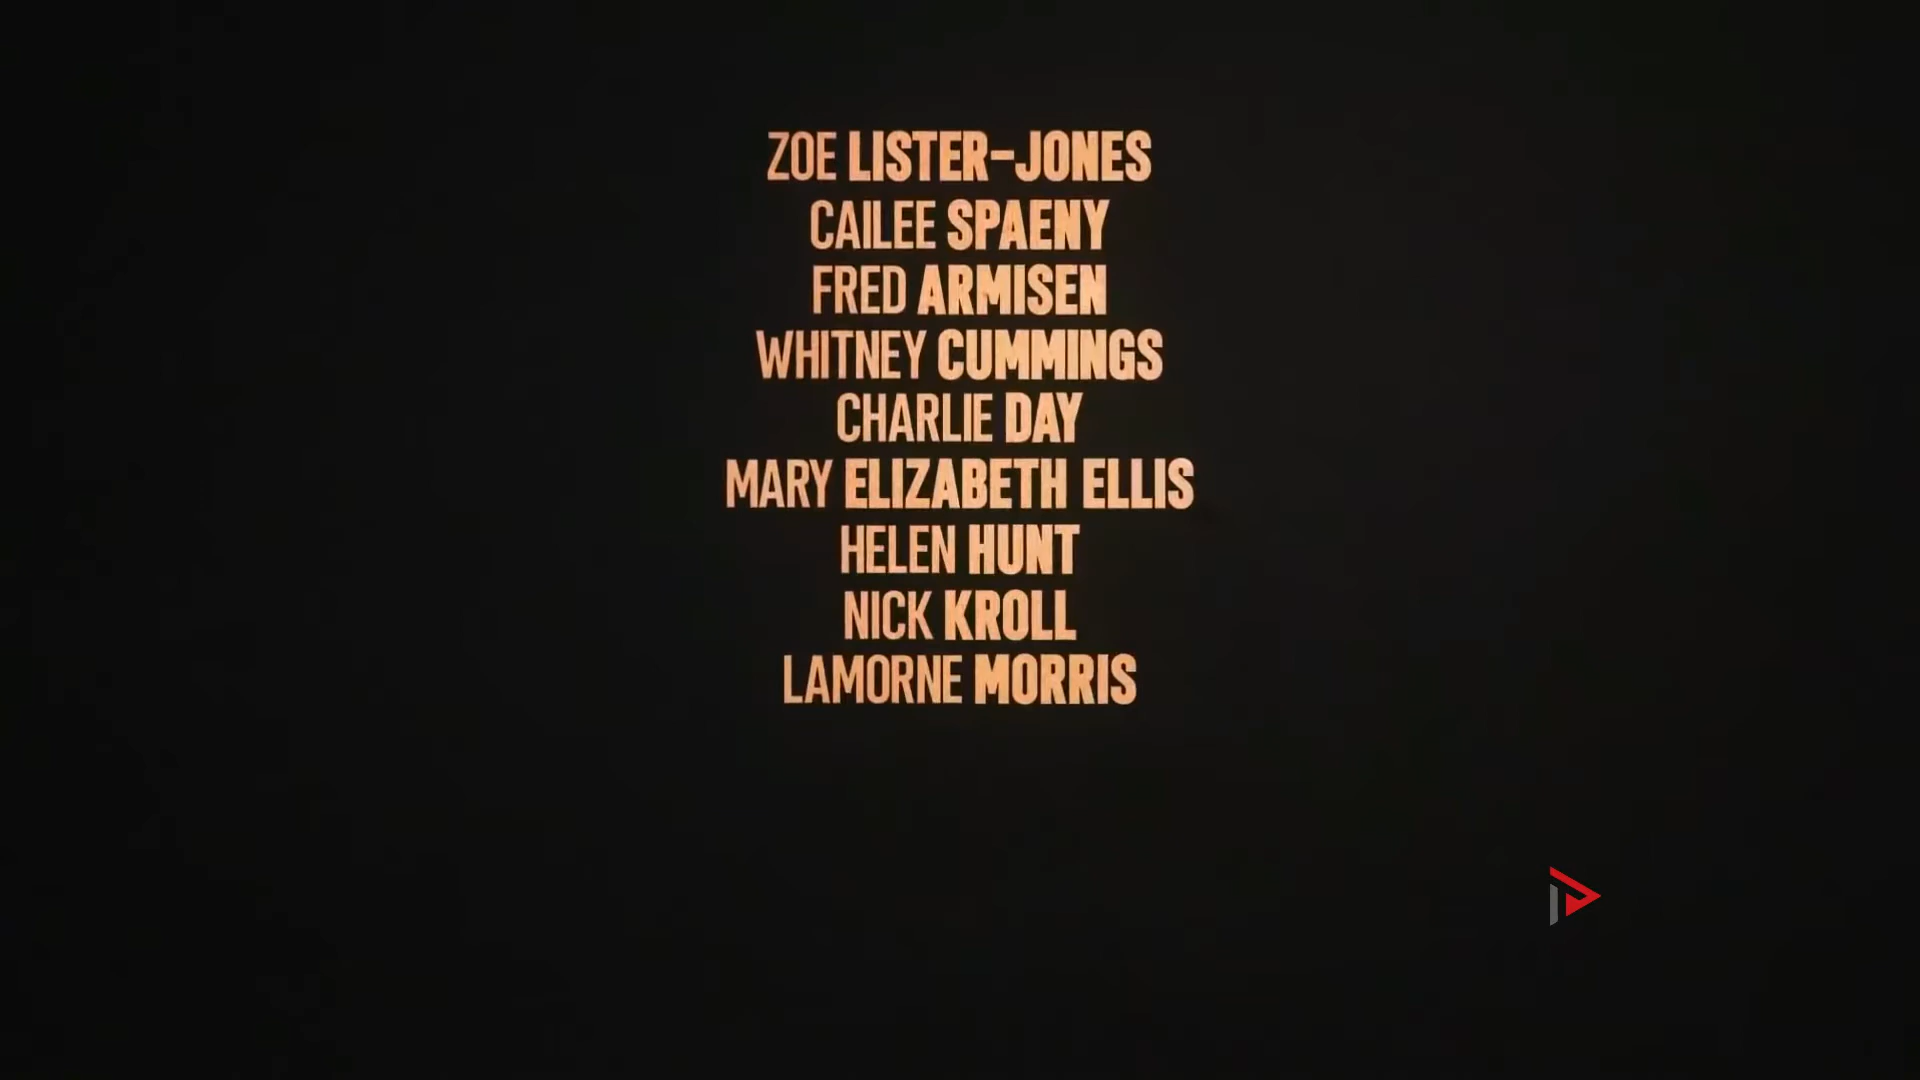 ZOE LISTER-JONES
CAILEE SPAENY
FRED ARMISEN
WHITNEY CUMMINGS
CHARLIE DAY
MARY ELIZABETH ELLIS
HELEN HUNT
NICK KROLL
LAMORNE MORRIS